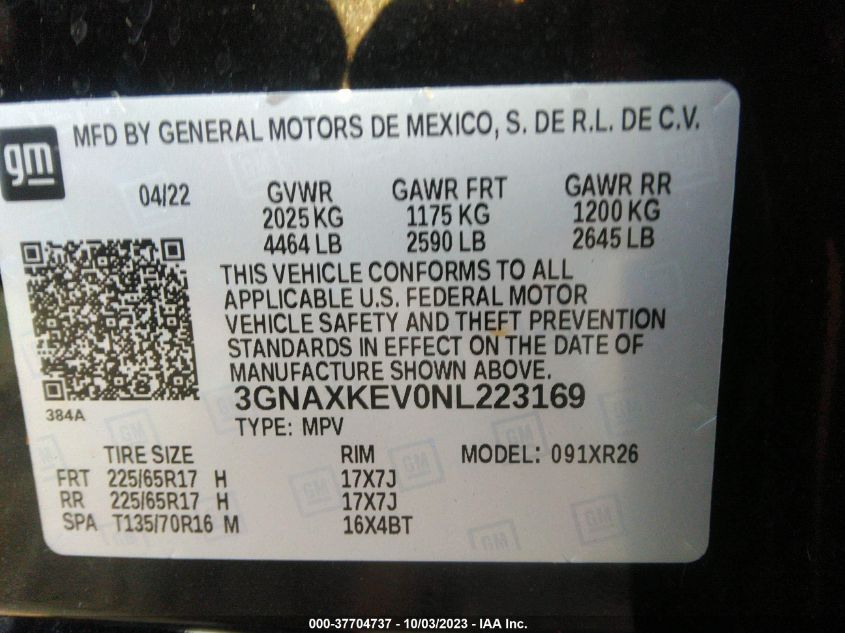 gm
MFD BY GENERAL MOTORS DE MEXICO, S. DE R.L. DE C.V.
04/22 GVWR GAWR FRT GAWR RR
2025 KG 1175 KG 1200 KG
4464 LB 2590 LB 2645 LB
THIS VEHICLE CONFORMS TO ALL
APPLICABLE U.S. FEDERAL MOTOR
VEHICLE SAFETY AND THEFT PREVENTION
STANDARDS IN EFFECT ON THE DATE OF
MANUFACTURE SHOWN ABOVE.
384A
3GNAXKEV0NL223169
TYPE: MPV
TIRE SIZE RIM MODEL: 091XR26
FRT 225/65R17 H 17X7J
RR 225/65R17 H 17X7J
SPA T135/70R16 M 16X4BT
GM
GM
GM
GM
000-37704737 - 10/03/2023 - IAA Inc.